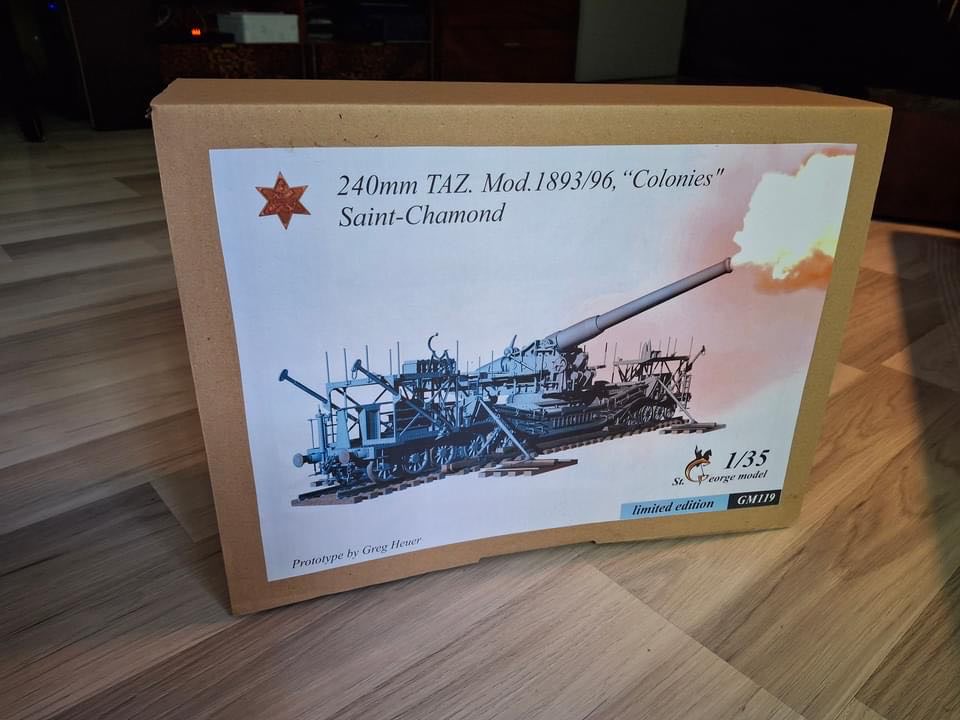 240mm TAZ. Mod.1893/96, “Colonies"
Saint-Chamond
1/35
St. George model
limited edition GM119
Prototype by Greg Heuer